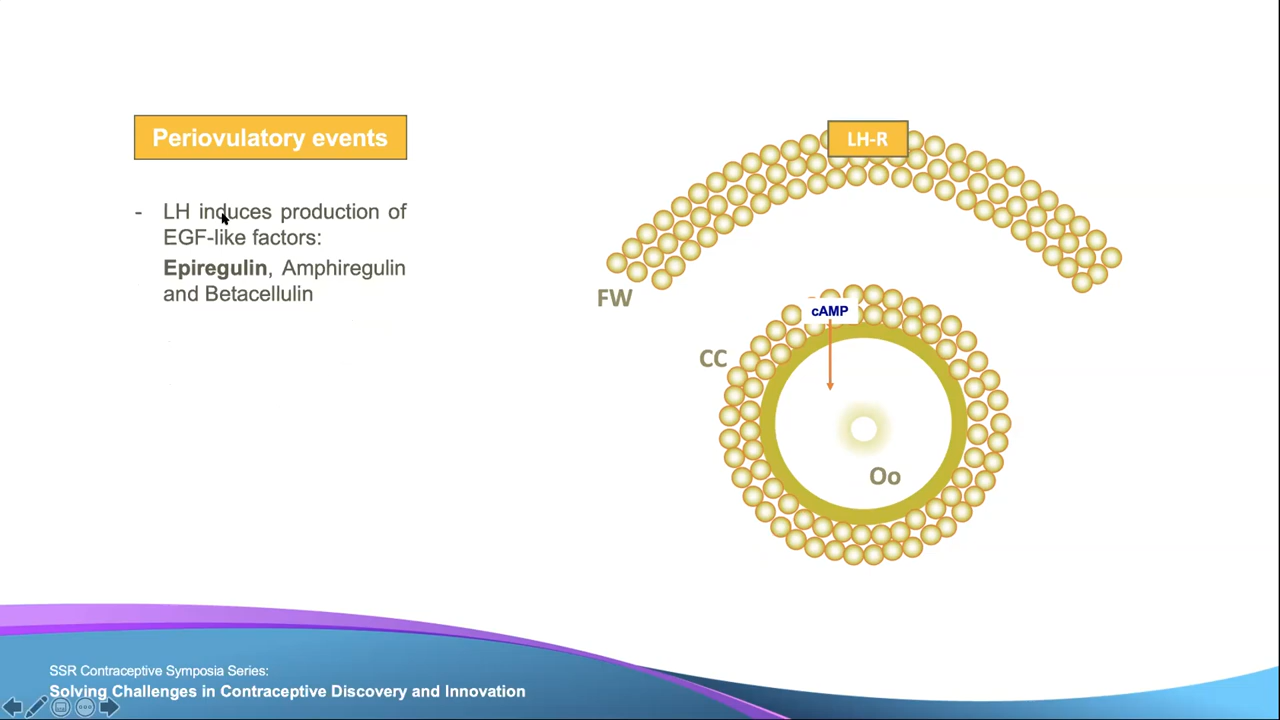 Periovulatory events
- LH induces production of
EGF-like factors:
Epiregulin, Amphiregulin
and Betacellulin
LH-R
FW
cAMP
CC
Oo
SSR Contraceptive Symposia Series:
Solving Challenges in Contraceptive Discovery and Innovation